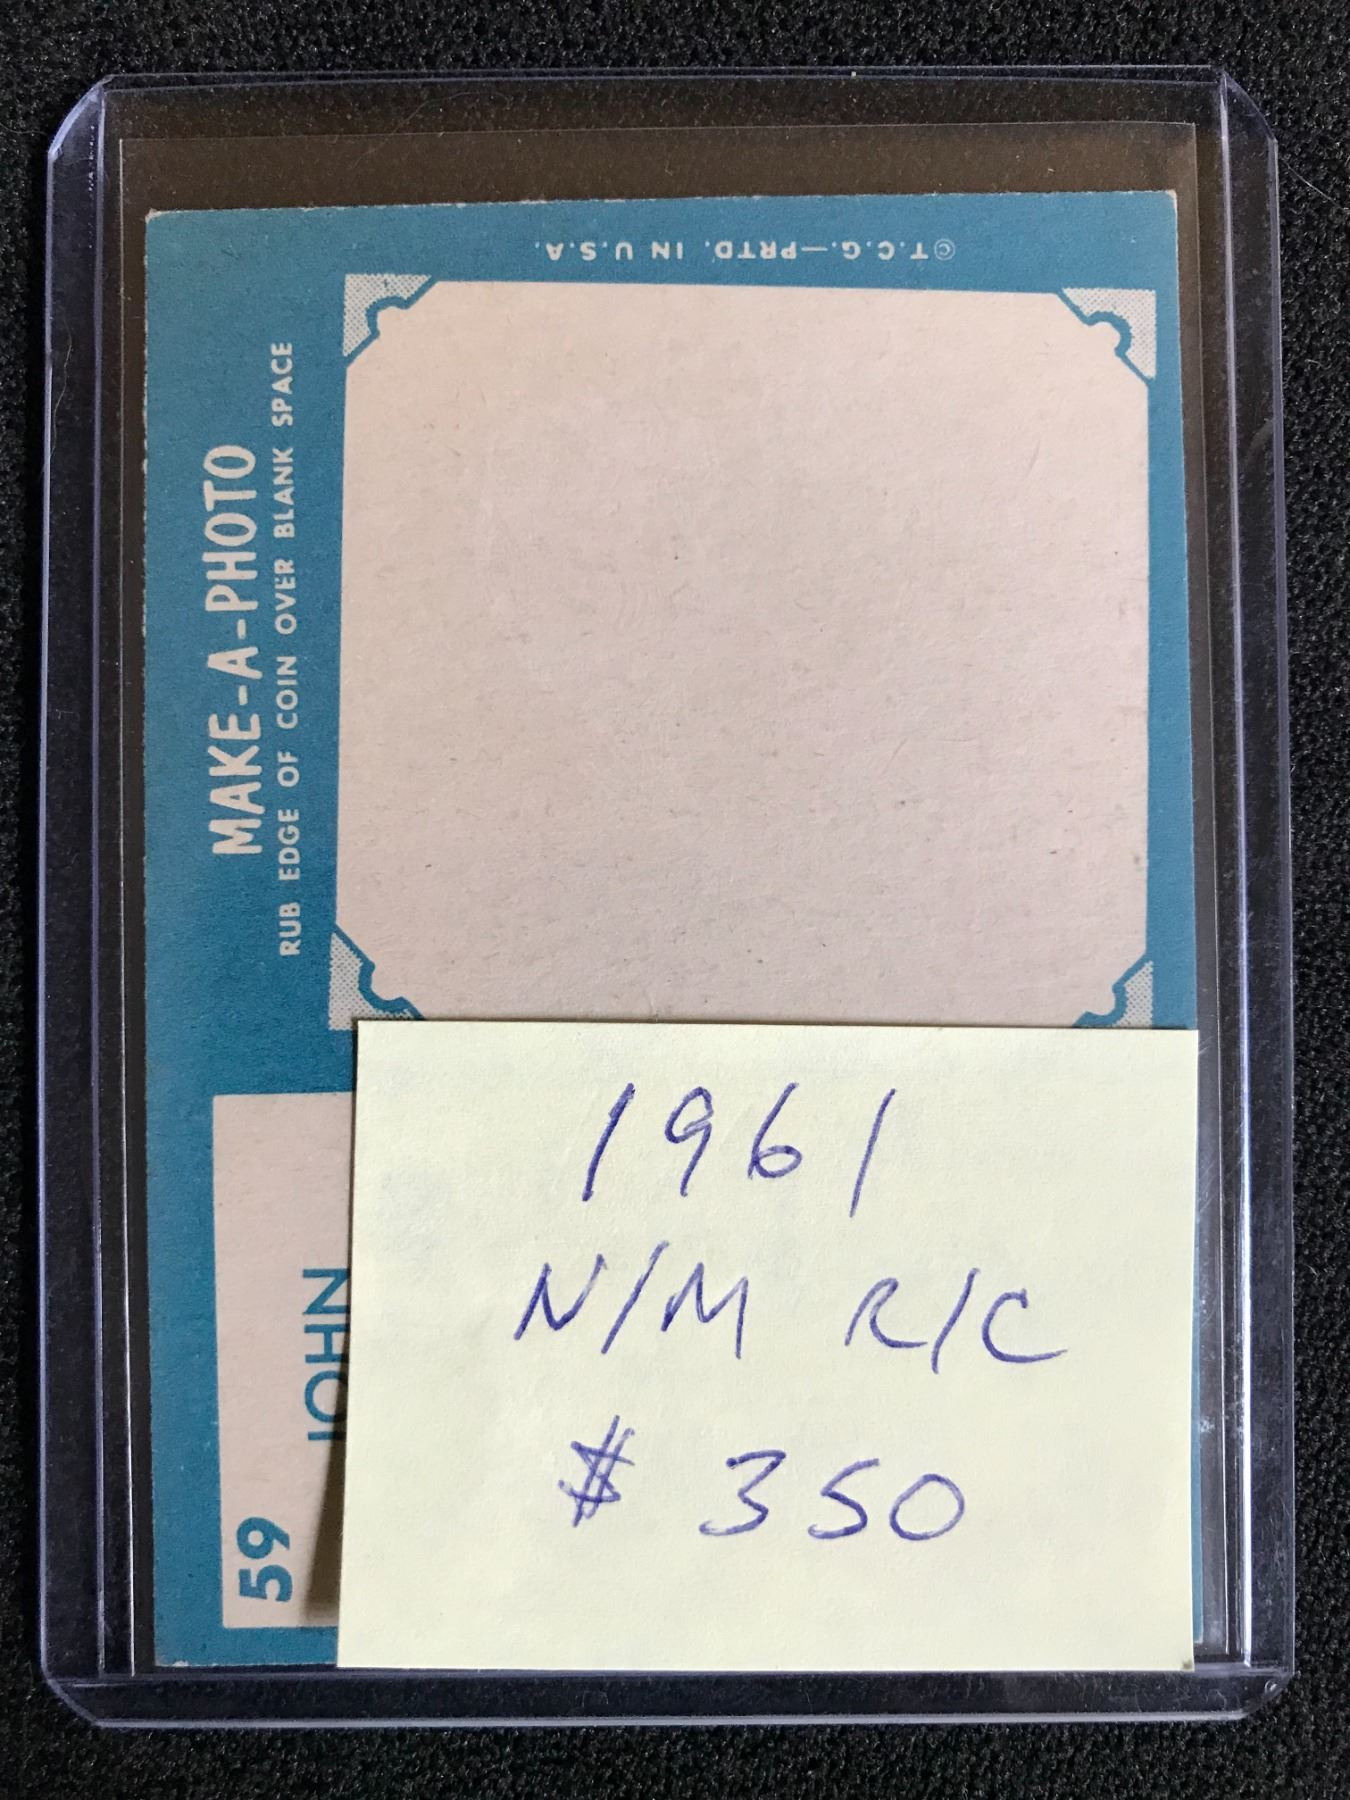 ©T.C.G.—PRTD. IN U.S.A.
MAKE-A-PHOTO
RUB EDGE OF COIN OVER BLANK SPACE
59
JOHN
1961
N/M R/C
$ 350